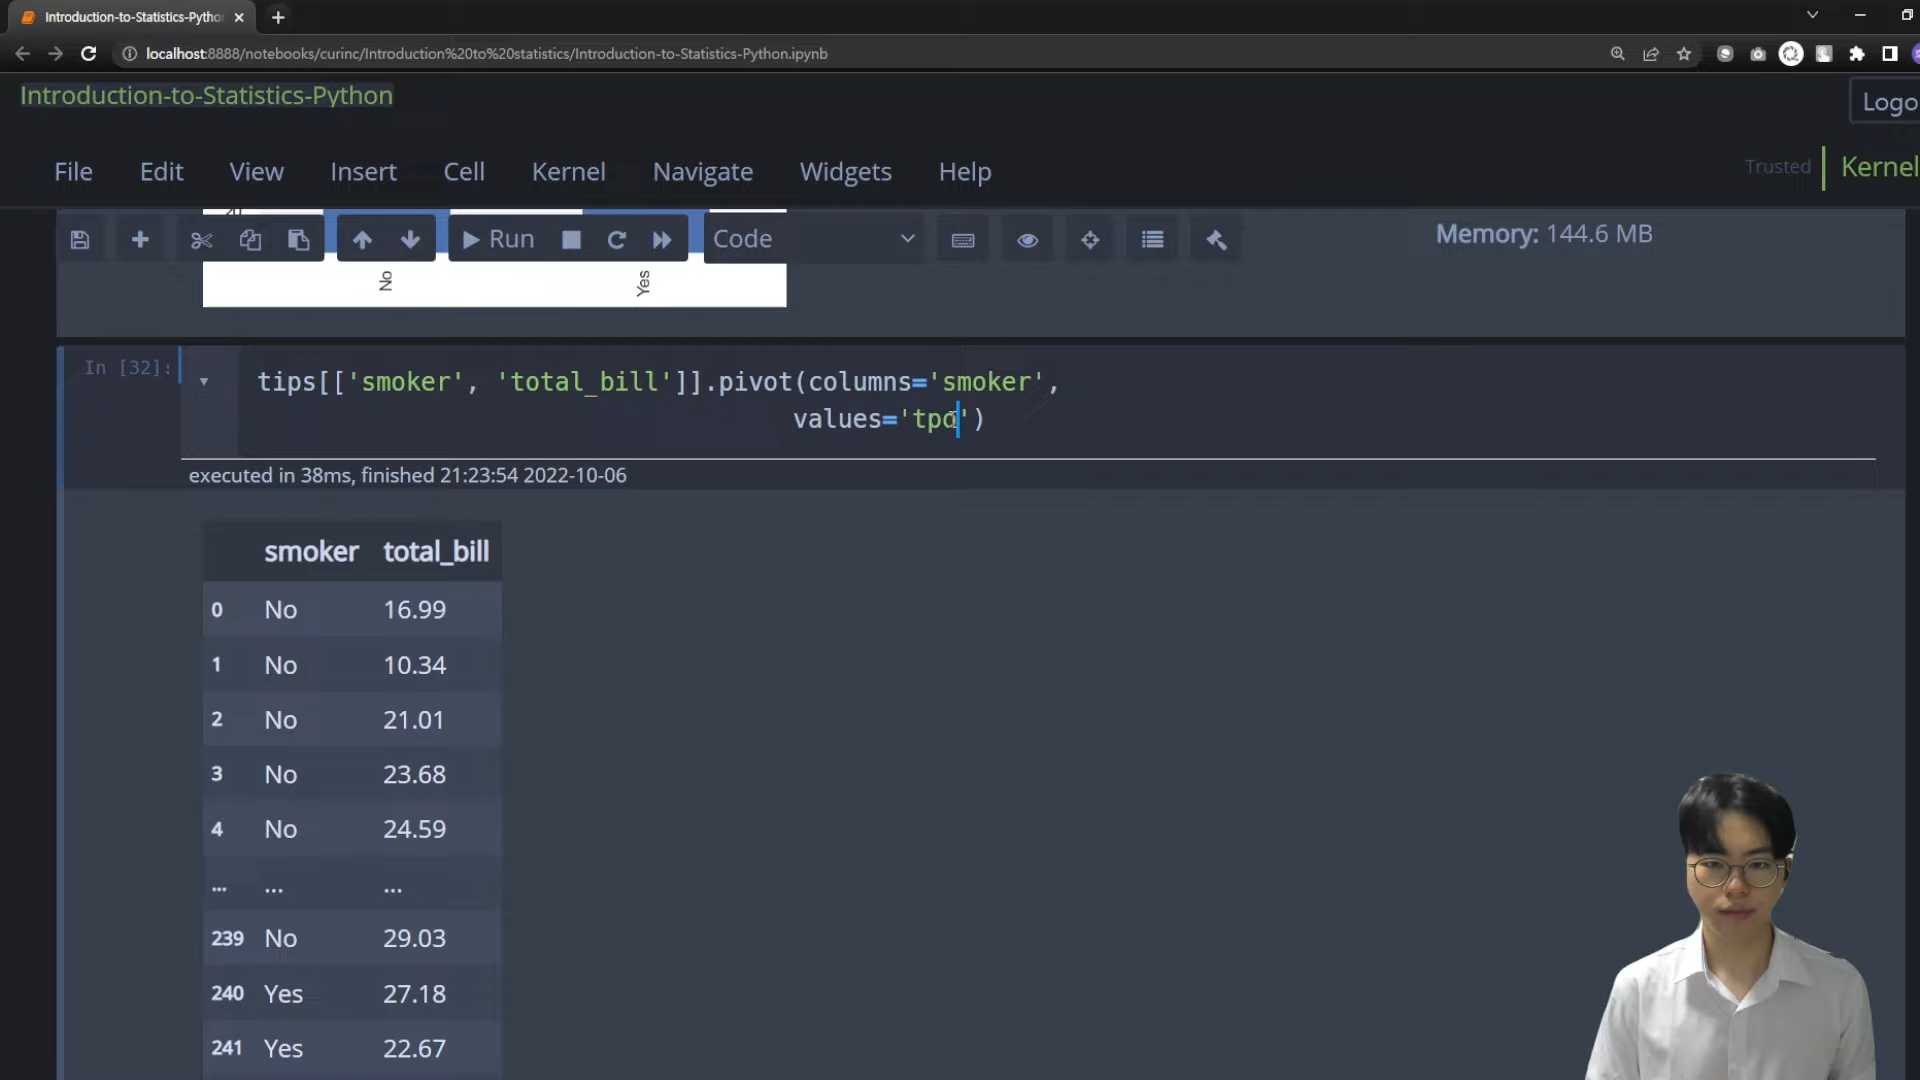 Introduction-to-Statistics-Pytho
localhost:8888/notebooks/curinc/Introduction%20to%20statistics/Introduction-to-Statistics-Python.ipynb
Introduction-to-Statistics-Python
Logo
File Edit View Insert Cell Kernel Navigate Widgets Help
Trusted Kernel
Run Code Memory: 144.6 MB
No Yes
In [32]: tips[['smoker', 'total_bill']].pivot(columns='smoker',
values='tpo')
executed in 38ms, finished 21:23:54 2022-10-06
smoker total_bill
0 No 16.99
1 No 10.34
2 No 21.01
3 No 23.68
4 No 24.59
... ... ...
239 No 29.03
240 Yes 27.18
241 Yes 22.67